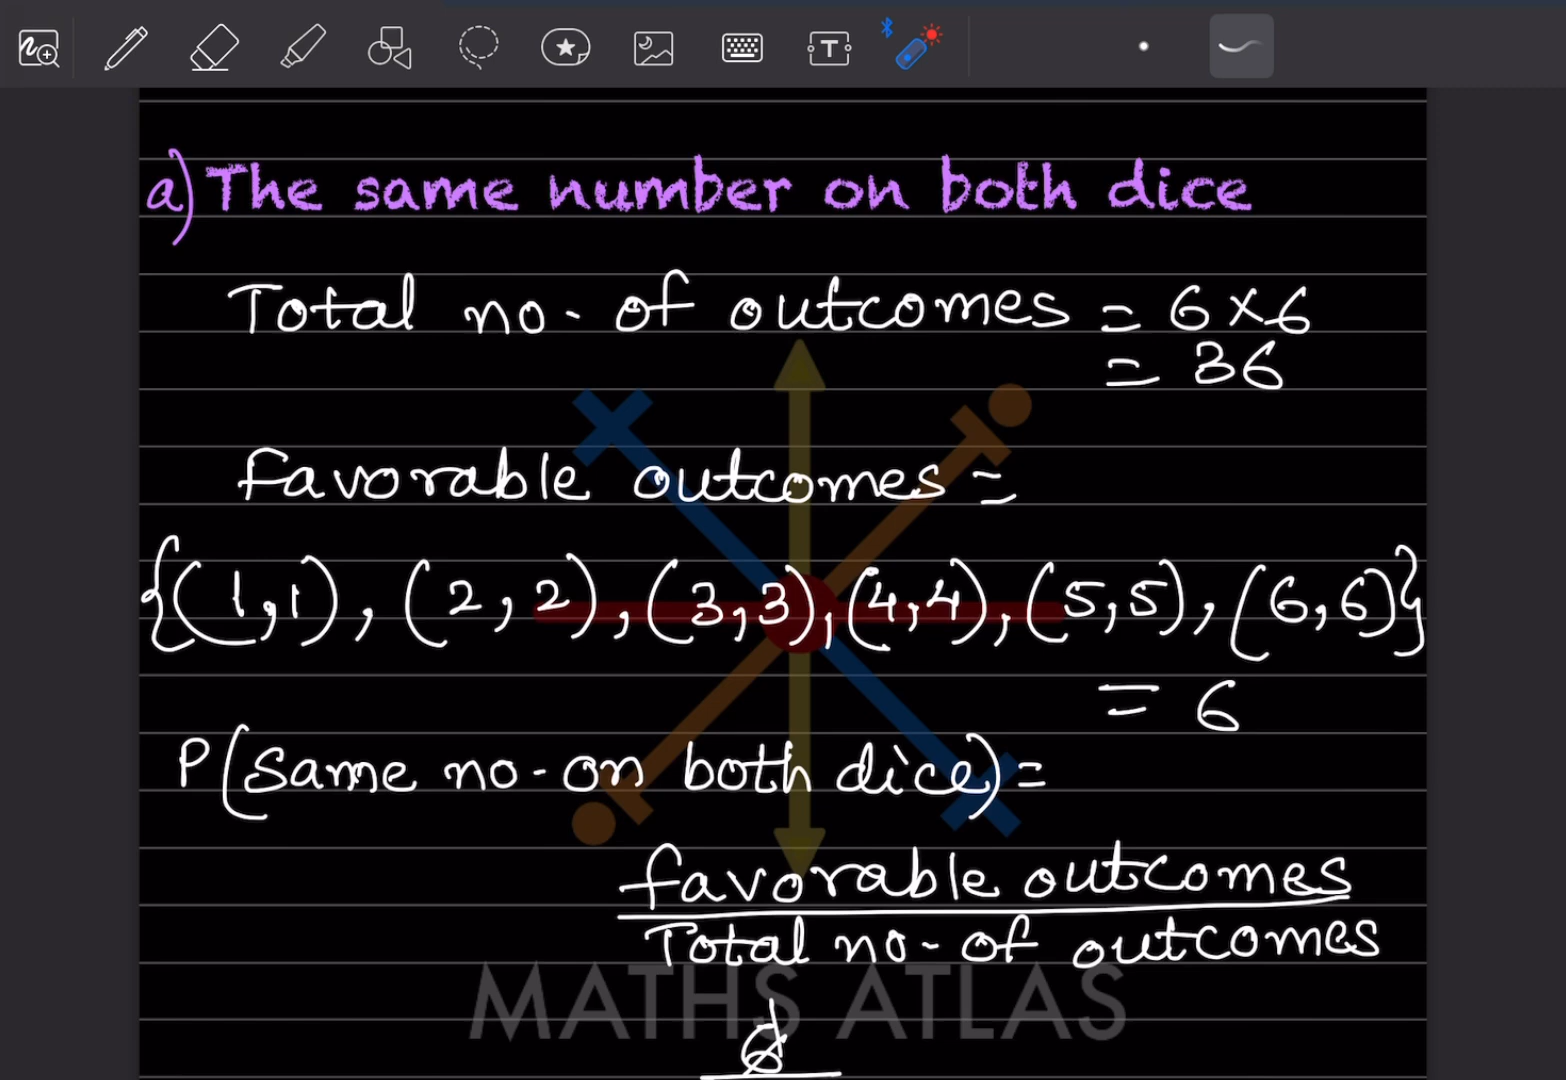 a) The same number on both dice
Total no. of outcomes = 6×6
= 36
favorable outcomes =
{(1,1), (2,2), (3,3), (4,4), (5,5), (6,6)}
= 6
P(same no. on both dice) =
favorable outcomes
Total no. of outcomes
MATHS ATLAS